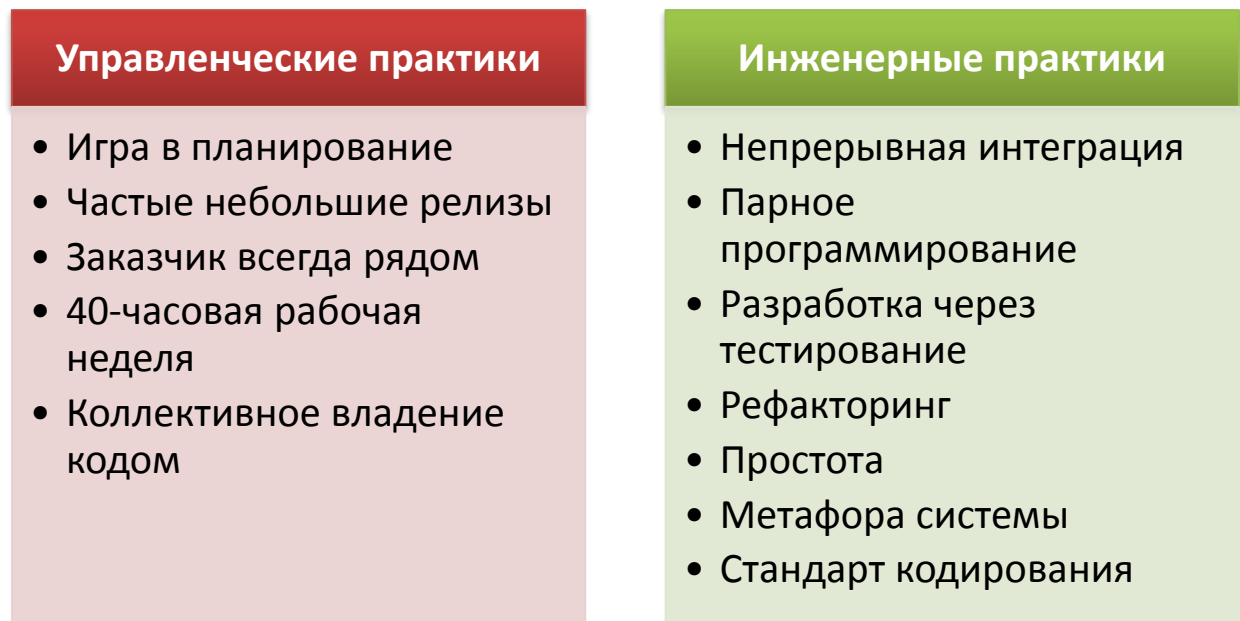 Управленческие практики
• Игра в планирование
• Частые небольшие релизы
• Заказчик всегда рядом
• 40-часовая рабочая
неделя
• Коллективное владение
кодом
Инженерные практики
• Непрерывная интеграция
• Парное
программирование
• Разработка через
тестирование
• Рефакторинг
• Простота
• Метафора системы
• Стандарт кодирования